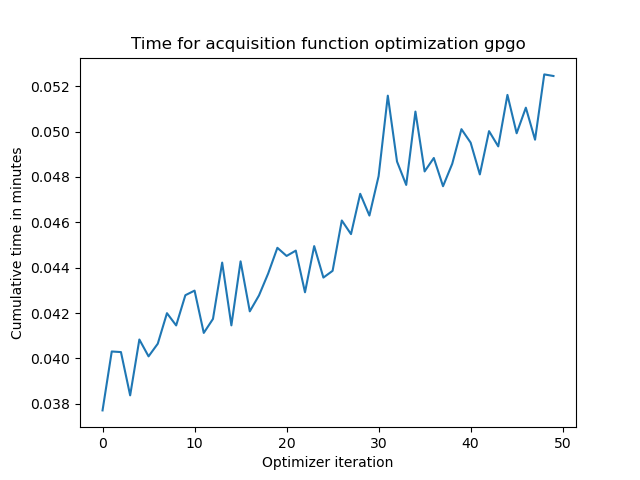 Time for acquisition function optimization gpgo
Cumulative time in minutes
0.052
0.050
0.048
0.046
0.044
0.042
0.040
0.038
0 10 20 30 40 50
Optimizer iteration